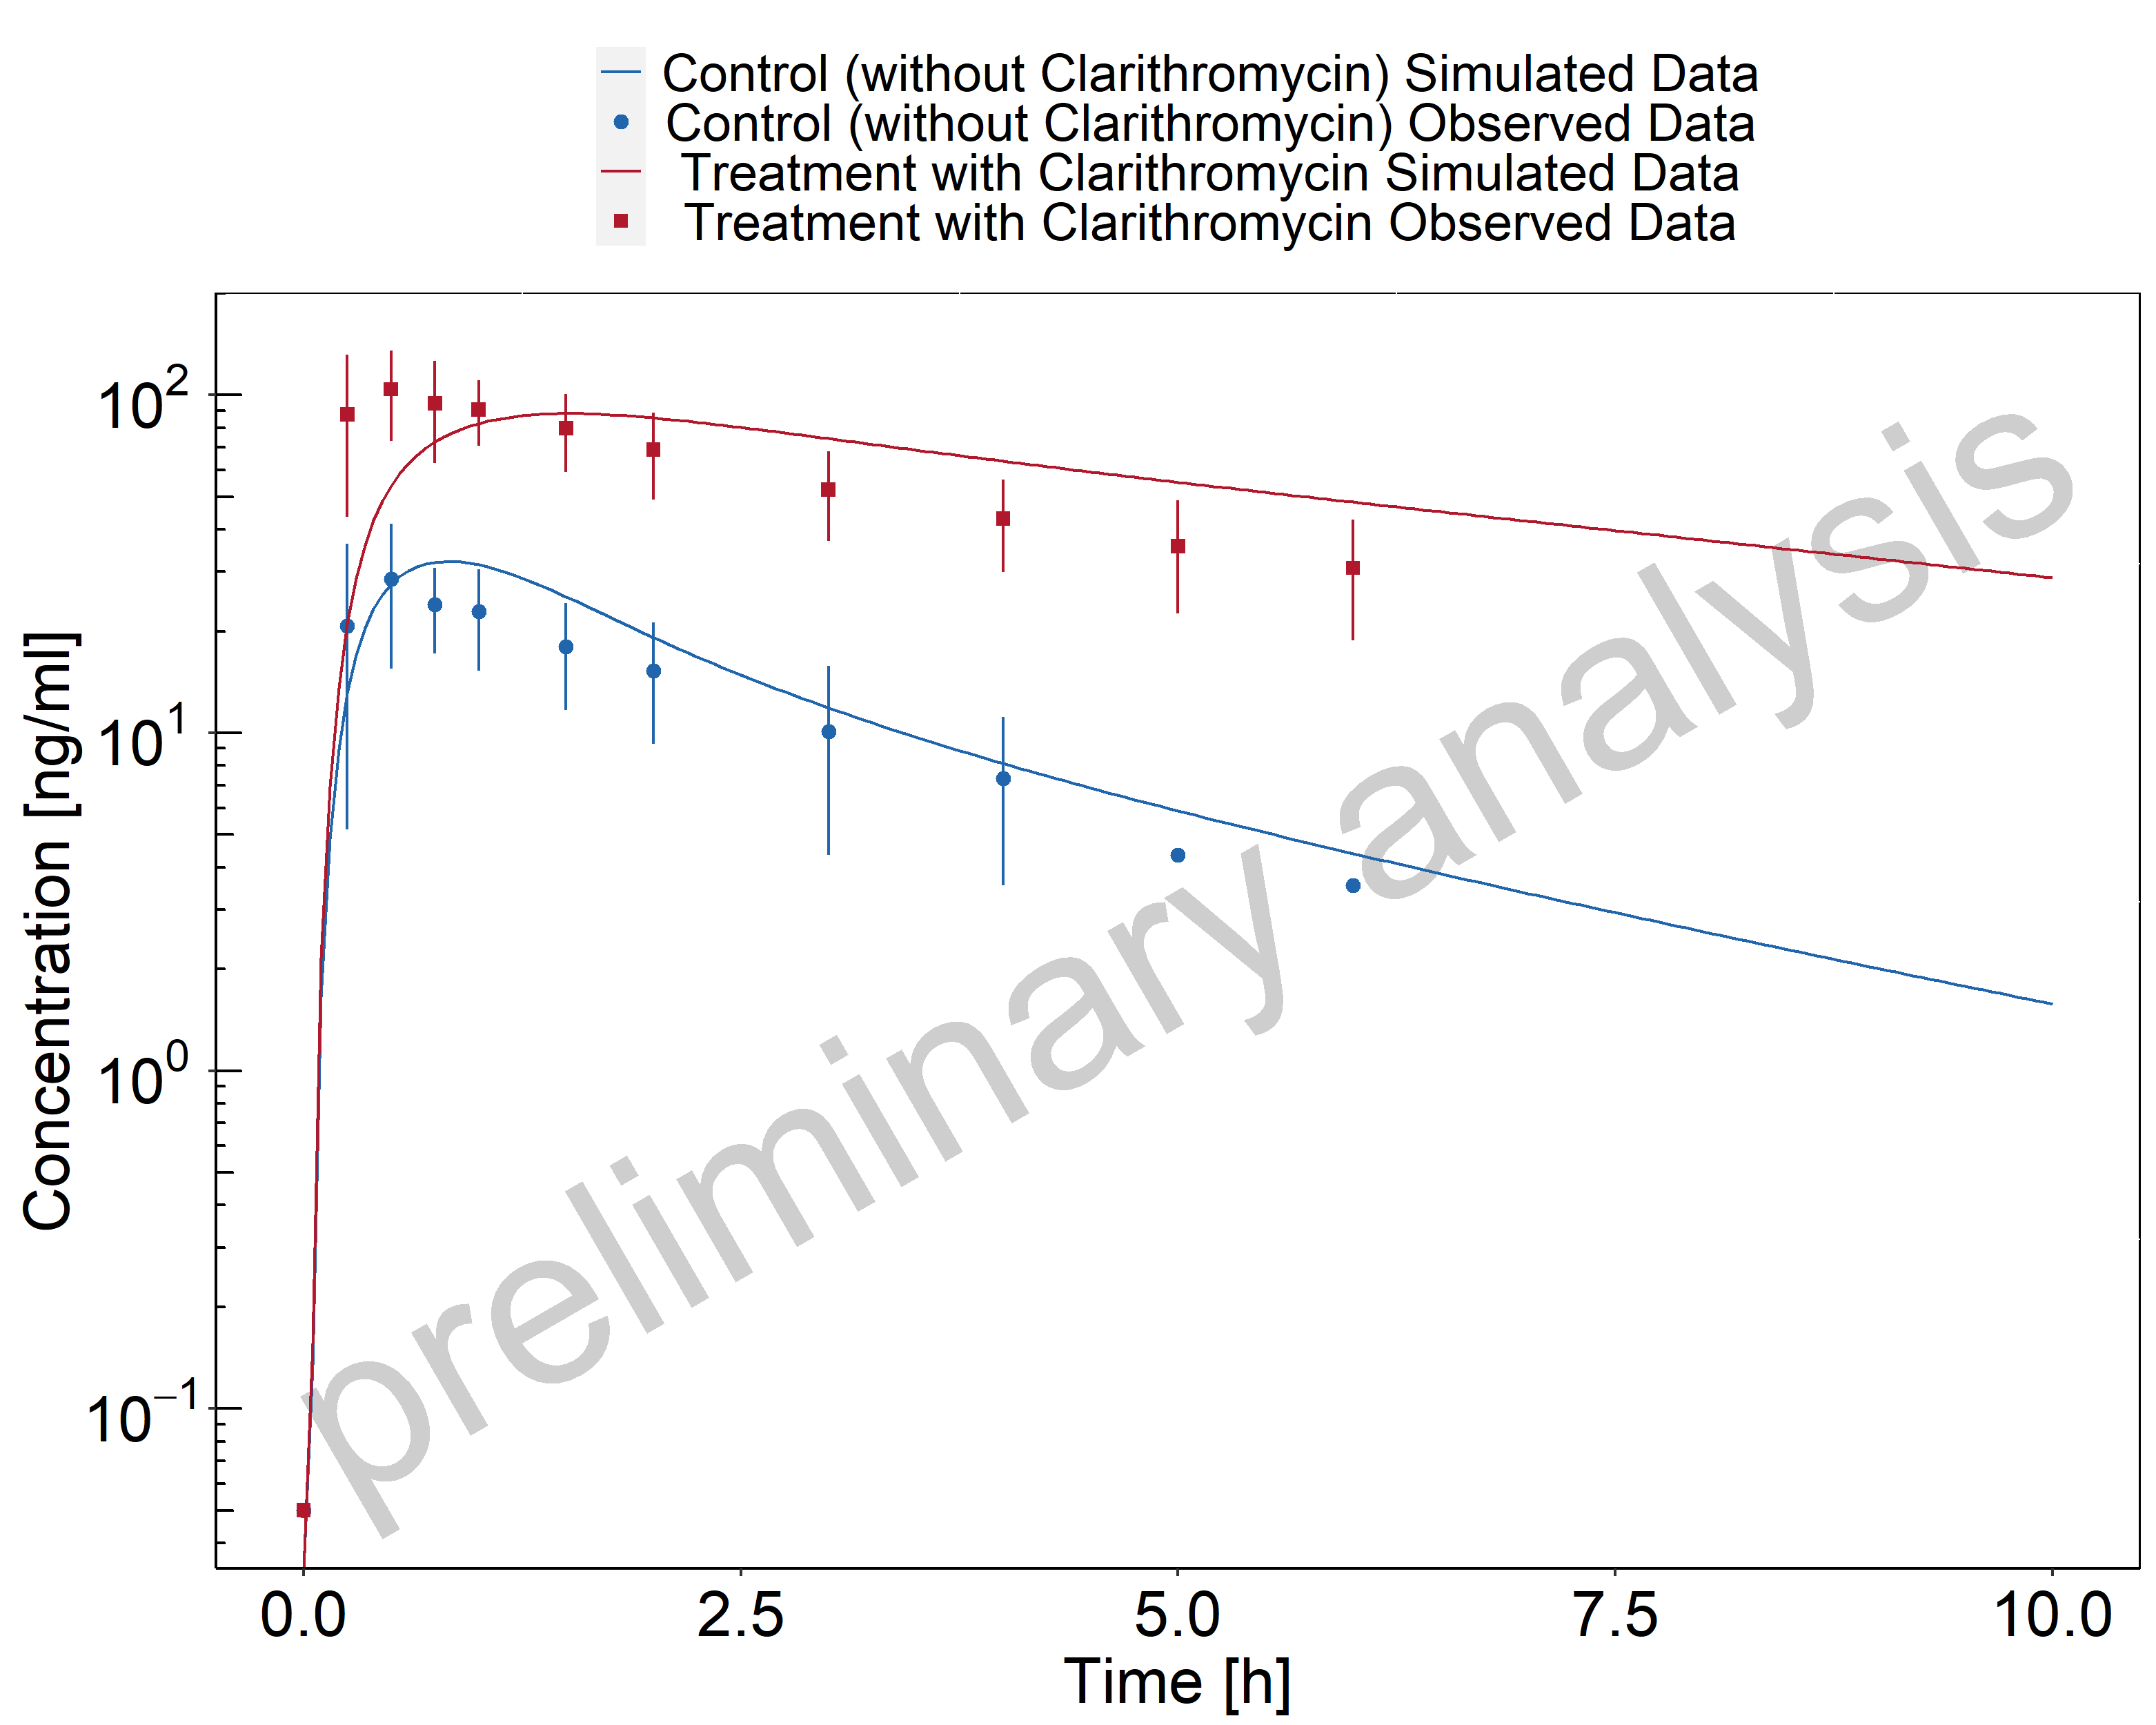 Control (without Clarithromycin) Simulated Data
Control (without Clarithromycin) Observed Data
Treatment with Clarithromycin Simulated Data
Treatment with Clarithromycin Observed Data
10²
10¹
10⁰
10⁻¹
Concentration [ng/ml]
preliminary analysis
0.0 2.5 5.0 7.5 10.0
Time [h]